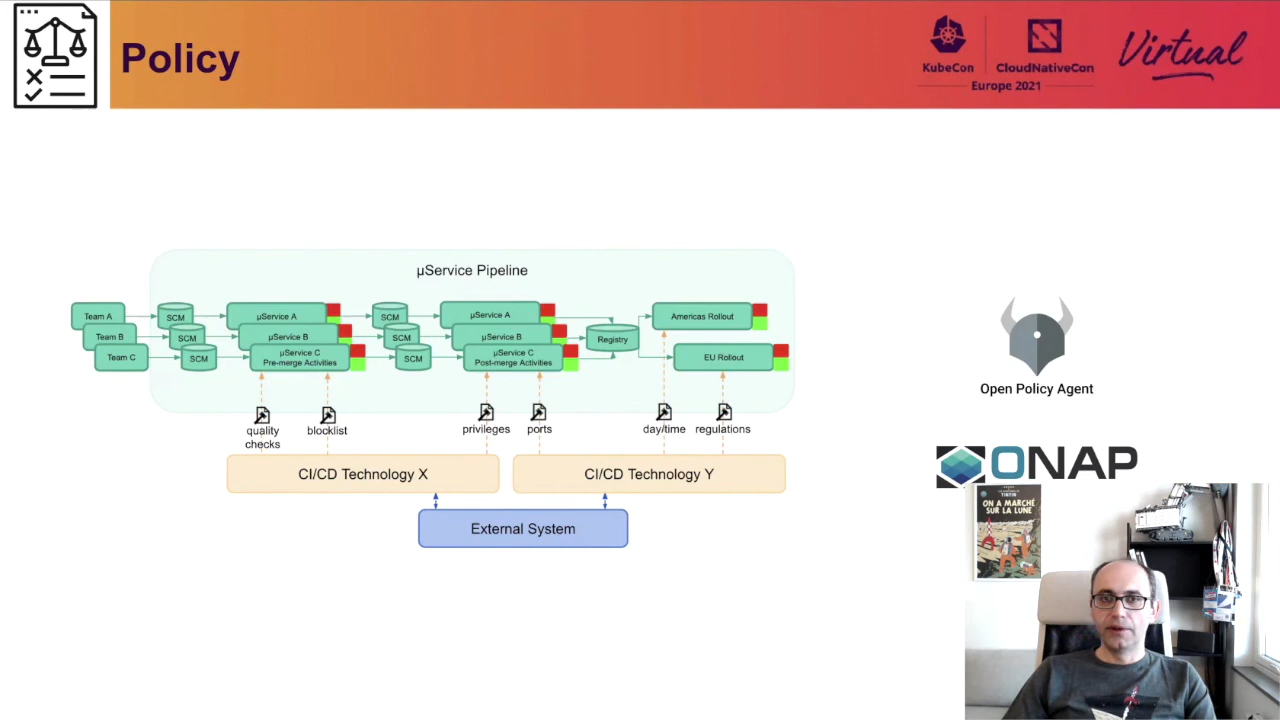 Policy
KubeCon
CloudNativeCon
Europe 2021
Virtual
µService Pipeline
Team A
Team B
Team C
SCM
SCM
SCM
µService A
µService B
µService C
Pre-merge Activities
SCM
SCM
SCM
µService A
µService B
µService C
Post-merge Activities
Registry
Americas Rollout
EU Rollout
quality
checks
blocklist
privileges
ports
day/time
regulations
CI/CD Technology X
CI/CD Technology Y
External System
Open Policy Agent
ONAP
TINTIN
ON A MARCHÉ
SUR LA LUNE